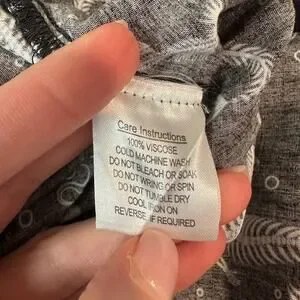 Care Instructions
100% VISCOSE
COLD MACHINE WASH
DO NOT BLEACH OR SOAK
DO NOT WRING OR SPIN
DO NOT TUMBLE DRY
COOL IRON ON
REVERSE IF REQUIRED